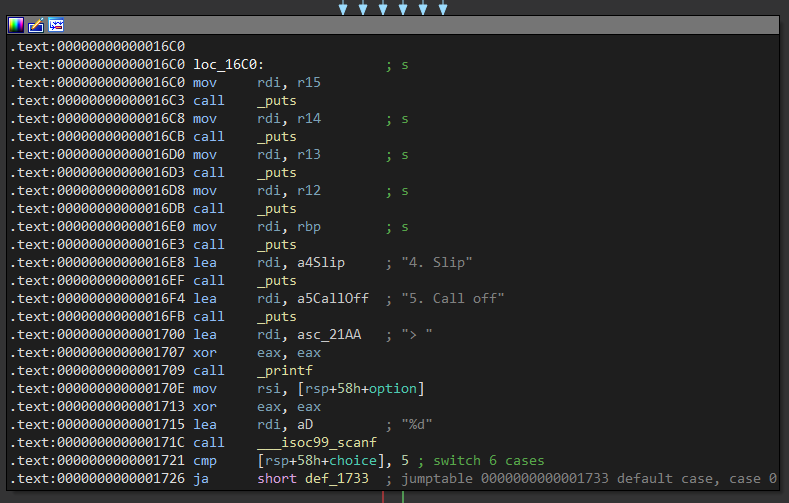 .text:00000000000016C0
.text:00000000000016C0 loc_16C0: ; s
.text:00000000000016C0 mov rdi, r15
.text:00000000000016C3 call _puts
.text:00000000000016C8 mov rdi, r14 ; s
.text:00000000000016CB call _puts
.text:00000000000016D0 mov rdi, r13 ; s
.text:00000000000016D3 call _puts
.text:00000000000016D8 mov rdi, r12 ; s
.text:00000000000016DB call _puts
.text:00000000000016E0 mov rdi, rbp ; s
.text:00000000000016E3 call _puts
.text:00000000000016E8 lea rdi, a4Slip ; "4. Slip"
.text:00000000000016EF call _puts
.text:00000000000016F4 lea rdi, a5CallOff ; "5. Call off"
.text:00000000000016FB call _puts
.text:0000000000001700 lea rdi, asc_21AA ; "> "
.text:0000000000001707 xor eax, eax
.text:0000000000001709 call _printf
.text:000000000000170E mov rsi, [rsp+58h+option]
.text:0000000000001713 xor eax, eax
.text:0000000000001715 lea rdi, aD ; "%d"
.text:000000000000171C call ___isoc99_scanf
.text:0000000000001721 cmp [rsp+58h+choice], 5 ; switch 6 cases
.text:0000000000001726 ja short def_1733 ; jumptable 0000000000001733 default case, case 0